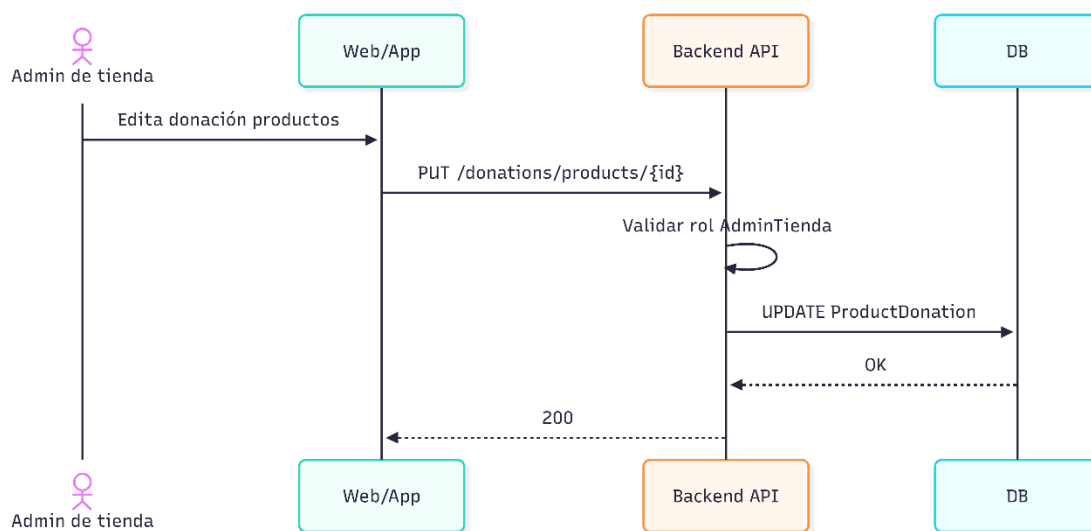 Admin de tienda
Web/App
Backend API
DB
Edita donación productos
PUT /donations/products/{id}
Validar rol AdminTienda
UPDATE ProductDonation
OK
200
Admin de tienda
Web/App
Backend API
DB